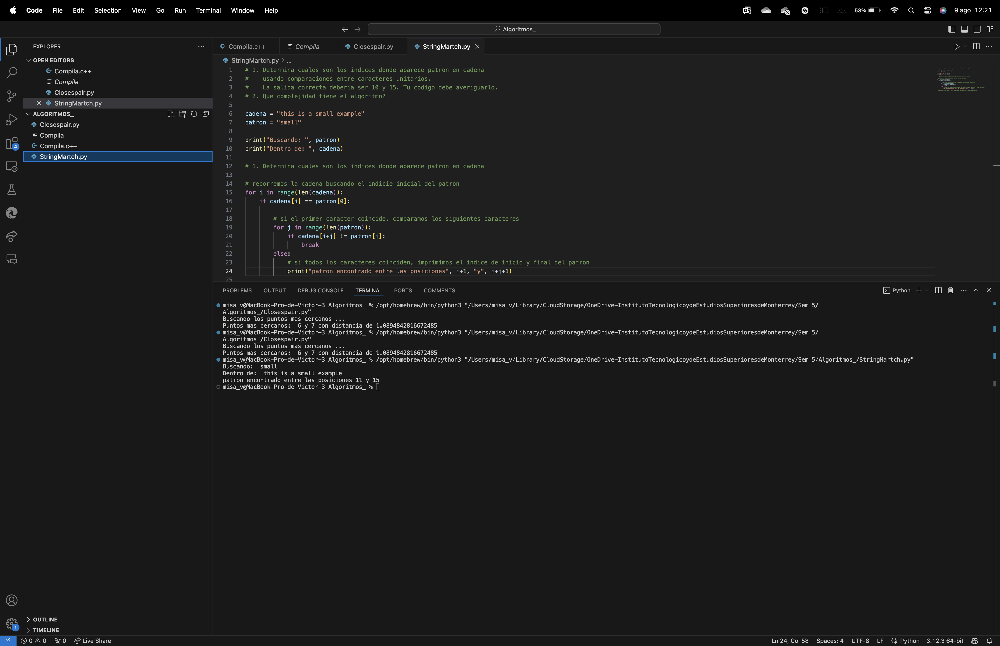 Code File Edit Selection View Go Run Terminal Window Help 53% 9 ago 12:21
Algoritmos_
EXPLORER
OPEN EDITORS
Compila.c++
Compila
Closespair.py
StringMartch.py
ALGORITMOS_
Closespair.py
Compila
Compila.c++
StringMartch.py
4
1
OUTLINE
TIMELINE
Compila.c++ Compila Closespair.py StringMartch.py
StringMartch.py > ...
1 # 1. Determina cuales son los indices donde aparece patron en cadena
2 #    usando comparaciones entre caracteres unitarios.
3 #    La salida correcta deberia ser 10 y 15. Tu codigo debe averiguarlo.
4 # 2. Que complejidad tiene el algoritmo?
5
6 cadena = "this is a small example"
7 patron = "small"
8
9 print("Buscando: ", patron)
10 print("Dentro de: ", cadena)
11
12 # 1. Determina cuales son los indices donde aparece patron en cadena
13
14 # recorremos la cadena buscando el indicie inicial del patron
15 for i in range(len(cadena)):
16     if cadena[i] == patron[0]:
17
18         # si el primer caracter coincide, comparamos los siguientes caracteres
19         for j in range(len(patron)):
20             if cadena[i+j] != patron[j]:
21                 break
22         else:
23             # si todos los caracteres coinciden, imprimimos el indice de inicio y final del patron
24             print("patron encontrado entre las posiciones", i+1, "y", i+j+1)
25
PROBLEMS OUTPUT DEBUG CONSOLE TERMINAL PORTS COMMENTS Python
misa_v@MacBook-Pro-de-Victor-3 Algoritmos_ % /opt/homebrew/bin/python3 "/Users/misa_v/Library/CloudStorage/OneDrive-InstitutoTecnologicoydeEstudiosSuperioresdeMonterrey/Sem 5/
Algoritmos_/Closespair.py"
Buscando los puntos mas cercanos ...
Puntos mas cercanos:  6 y 7 con distancia de 1.0894842816672485
misa_v@MacBook-Pro-de-Victor-3 Algoritmos_ % /opt/homebrew/bin/python3 "/Users/misa_v/Library/CloudStorage/OneDrive-InstitutoTecnologicoydeEstudiosSuperioresdeMonterrey/Sem 5/
Algoritmos_/Closespair.py"
Buscando los puntos mas cercanos ...
Puntos mas cercanos:  6 y 7 con distancia de 1.0894842816672485
misa_v@MacBook-Pro-de-Victor-3 Algoritmos_ % /opt/homebrew/bin/python3 "/Users/misa_v/Library/CloudStorage/OneDrive-InstitutoTecnologicoydeEstudiosSuperioresdeMonterrey/Sem 5/Algoritmos_/StringMartch.py"
Buscando:  small
Dentro de:  this is a small example
patron encontrado entre las posiciones 11 y 15
misa_v@MacBook-Pro-de-Victor-3 Algoritmos_ %
0 0 0 Live Share Ln 24, Col 58 Spaces: 4 UTF-8 LF Python 3.12.3 64-bit